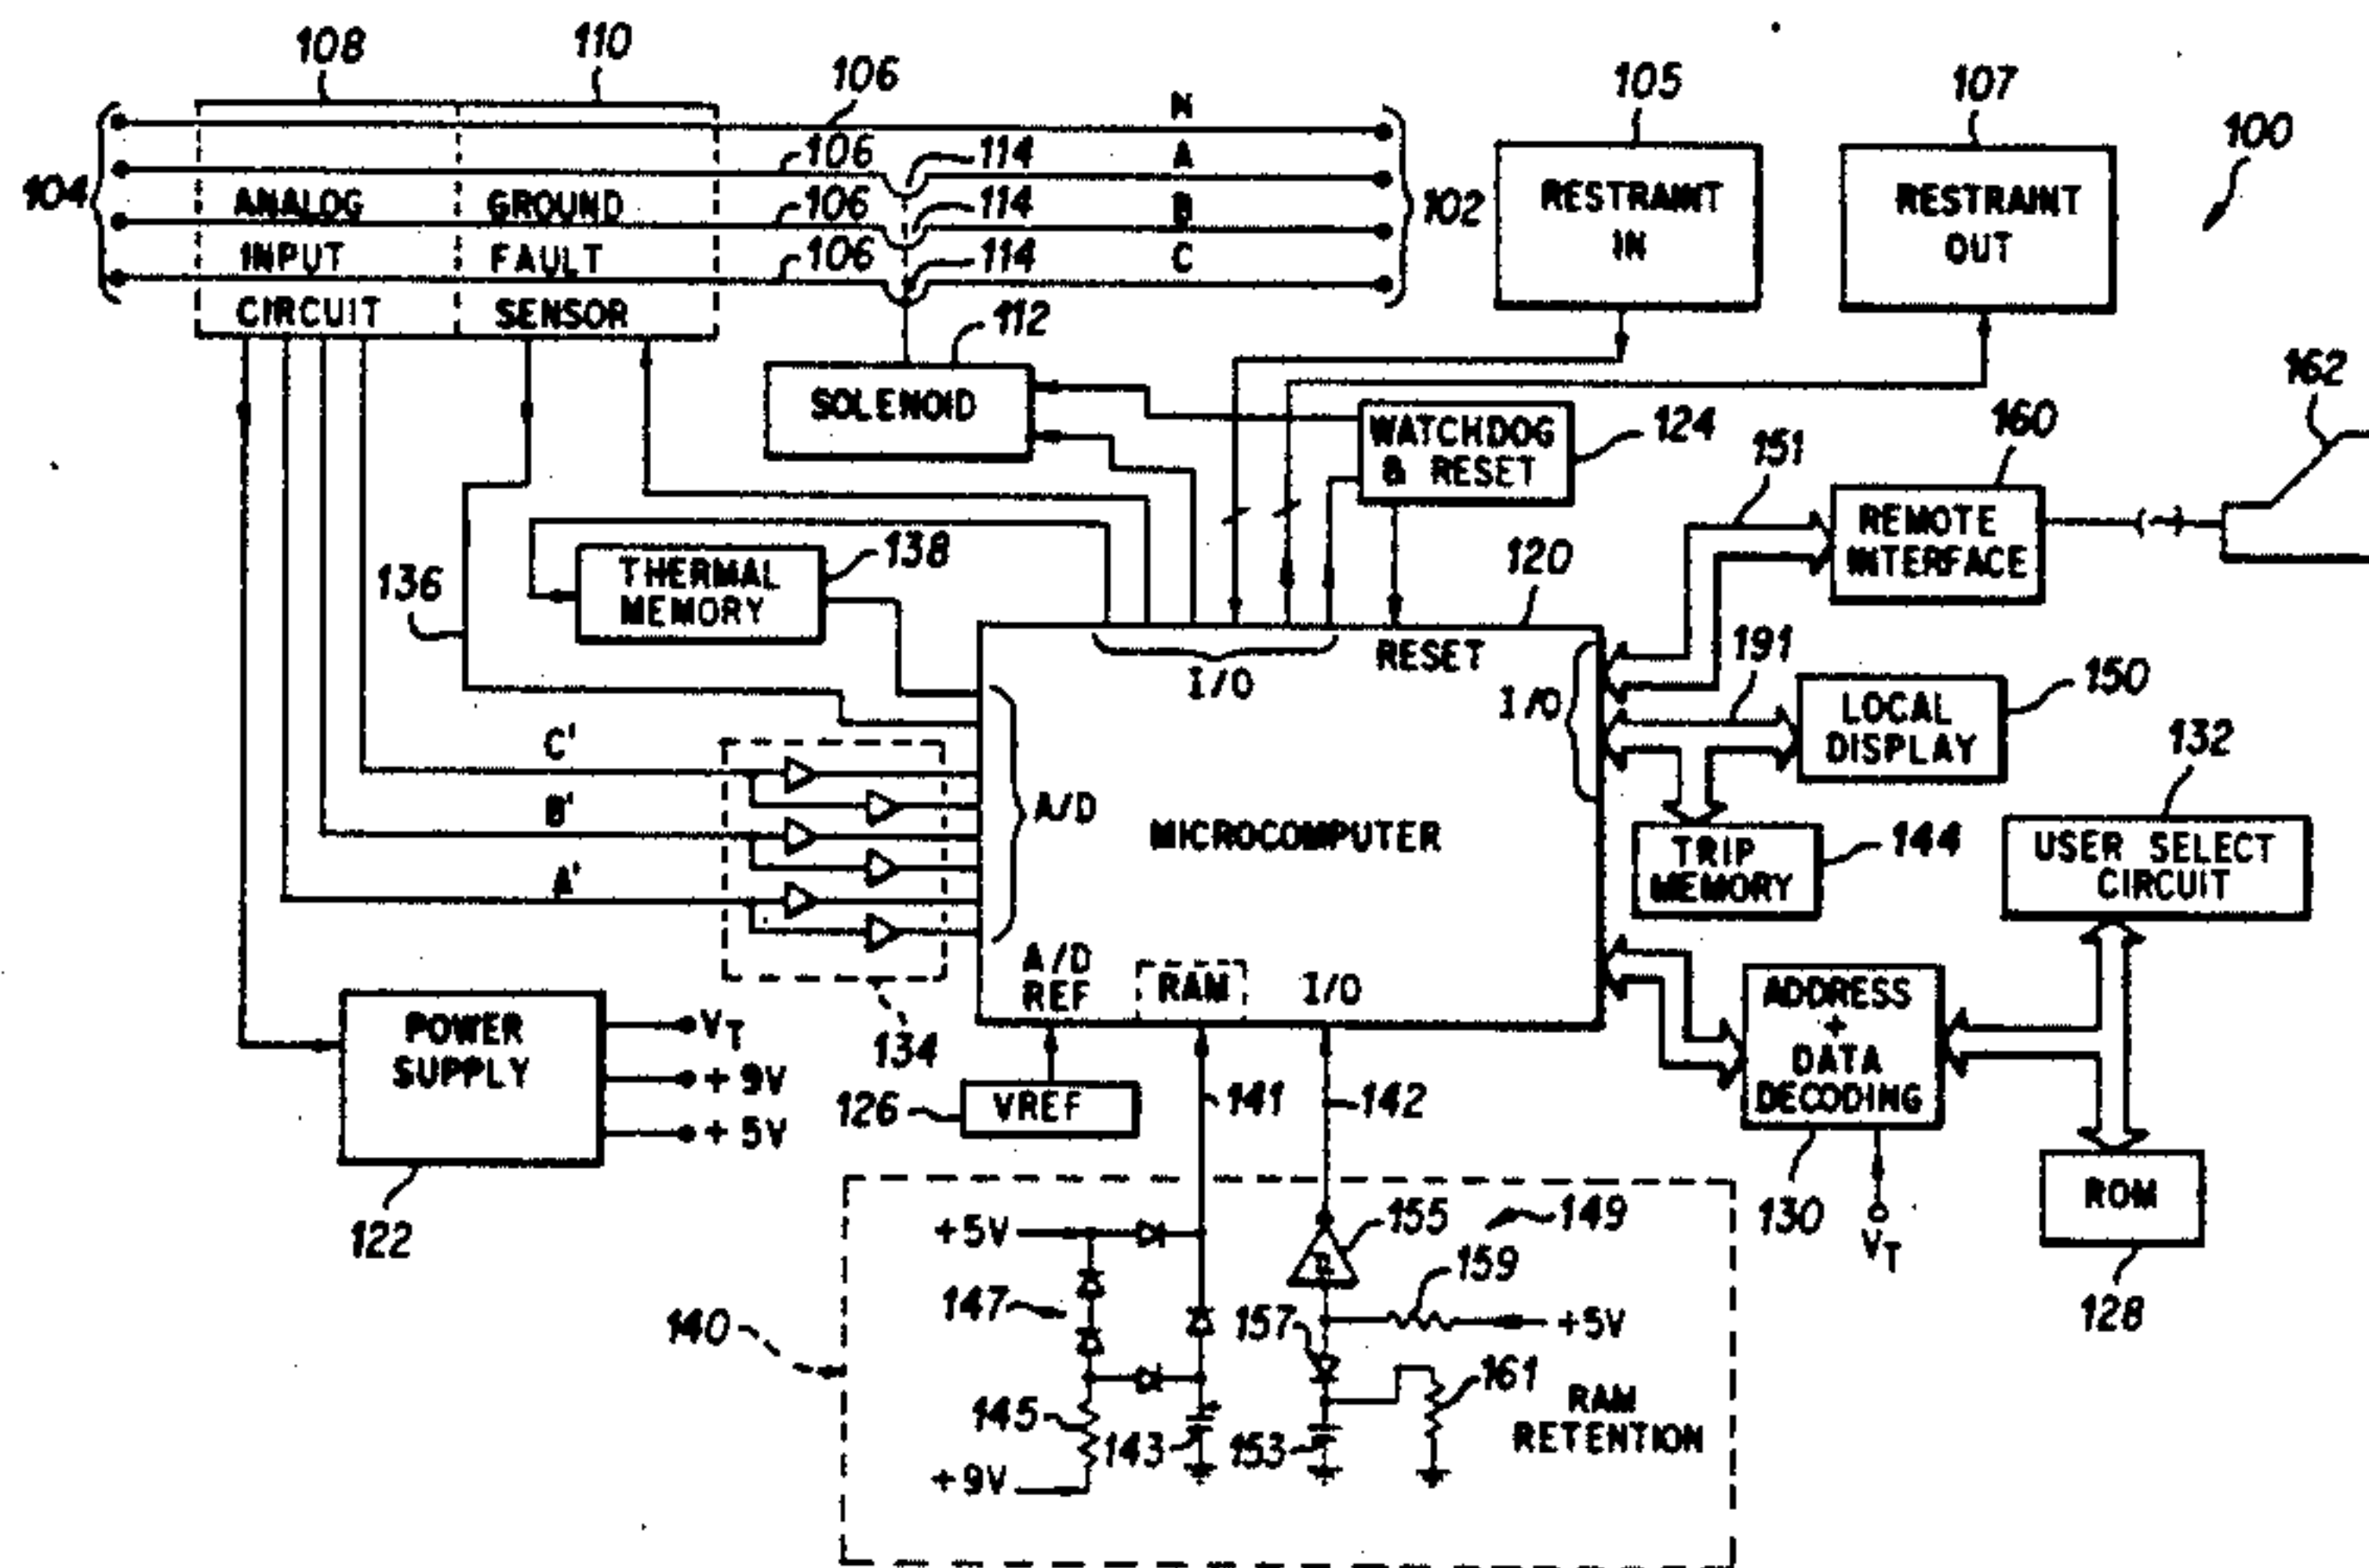 108
110
106
N
105
107
100
104
106
114
A
106
114
B
106
114
C
102
ANALOG
INPUT
CIRCUIT
GROUND
FAULT
SENSOR
RESTRAINT
IN
RESTRAINT
OUT
112
SOLENOID
WATCHDOG
& RESET
124
162
160
151
REMOTE
INTERFACE
136
THERMAL
MEMORY
138
120
RESET
I/O
I/O
191
LOCAL
DISPLAY
150
132
C'
B'
A'
A/D
MICROCOMPUTER
TRIP
MEMORY
144
USER SELECT
CIRCUIT
A/D
REF
RAM
I/O
134
POWER
SUPPLY
VT
+ 9V
+ 5V
122
126
VREF
141
142
ADDRESS
+
DATA
DECODING
130
VT
ROM
128
140
+5V
147
145
143
+9V
155
149
159
+5V
157
161
153
RAM
RETENTION